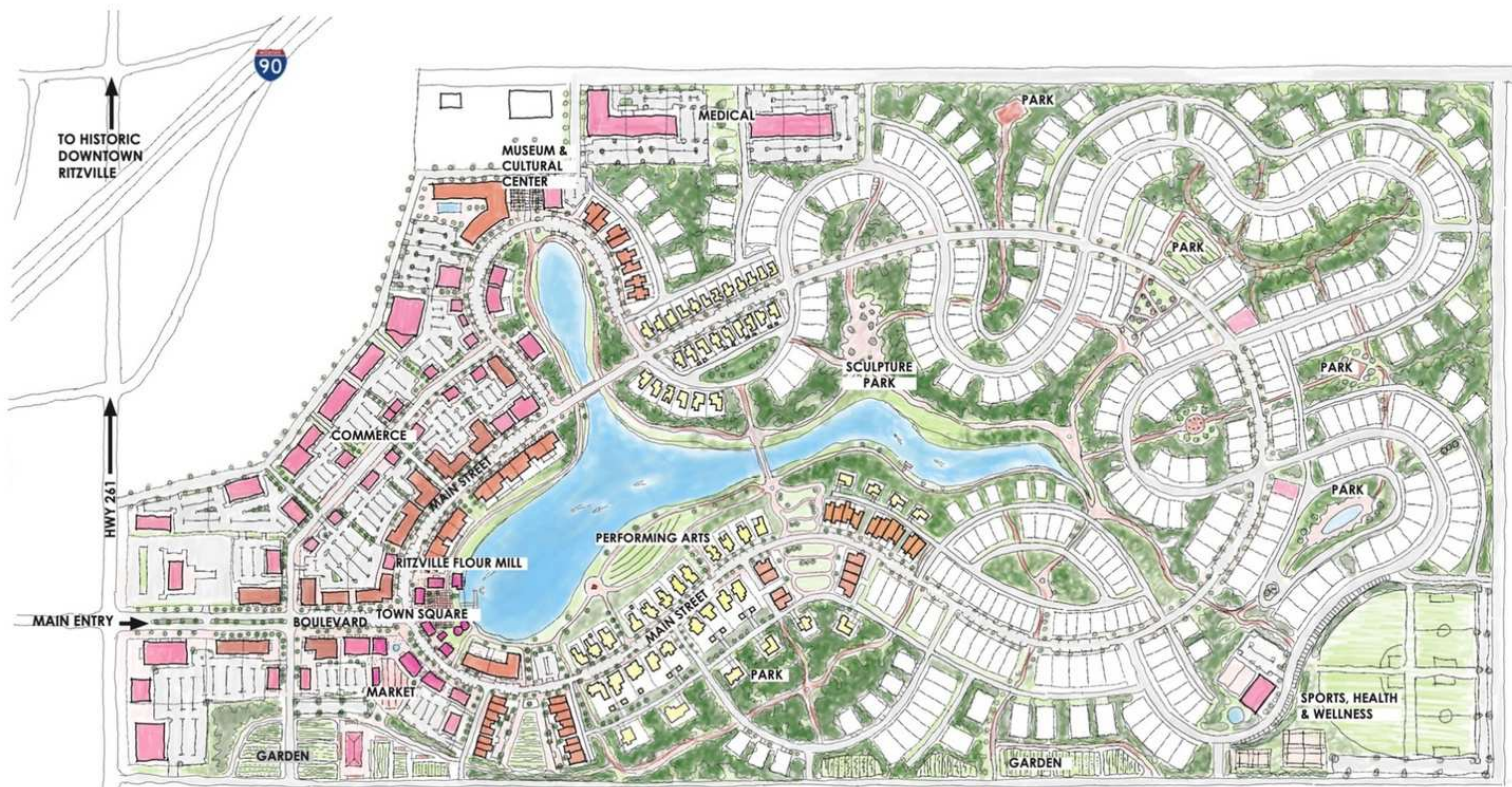 90
TO HISTORIC
DOWNTOWN
RITZVILLE
MEDICAL
PARK
MUSEUM &
CULTURAL
CENTER
PARK
SCULPTURE
PARK
PARK
COMMERCE
MAIN STREET
HWY 261
PARK
PERFORMING ARTS
RITZVILLE FLOUR MILL
TOWN SQUARE
MAIN ENTRY
BOULEVARD
MAIN STREET
PARK
MARKET
SPORTS, HEALTH
& WELLNESS
GARDEN
GARDEN